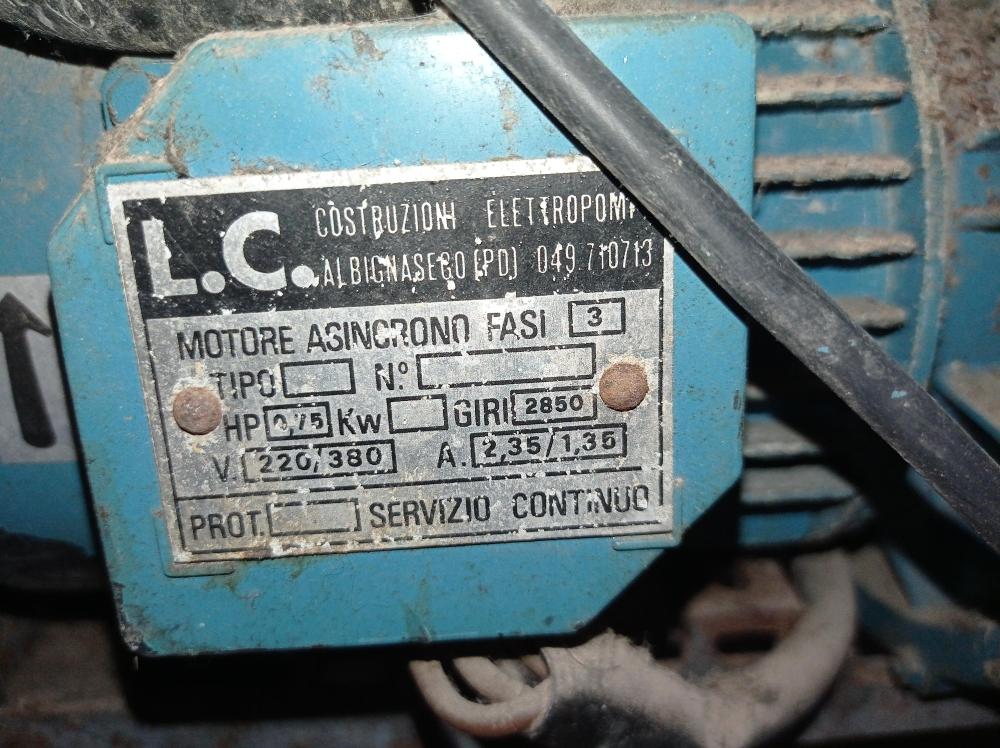 L.C. COSTRUZIONI
ALBIGNASEGO (PD.) 049 710713
MOTORE ASINCRONO FASI 3
TIPO N.°
HP 0,75 Kw GIRI 2850
V. 220/380 A. 2,35/1,35
PROT. SERVIZIO CONTINUO